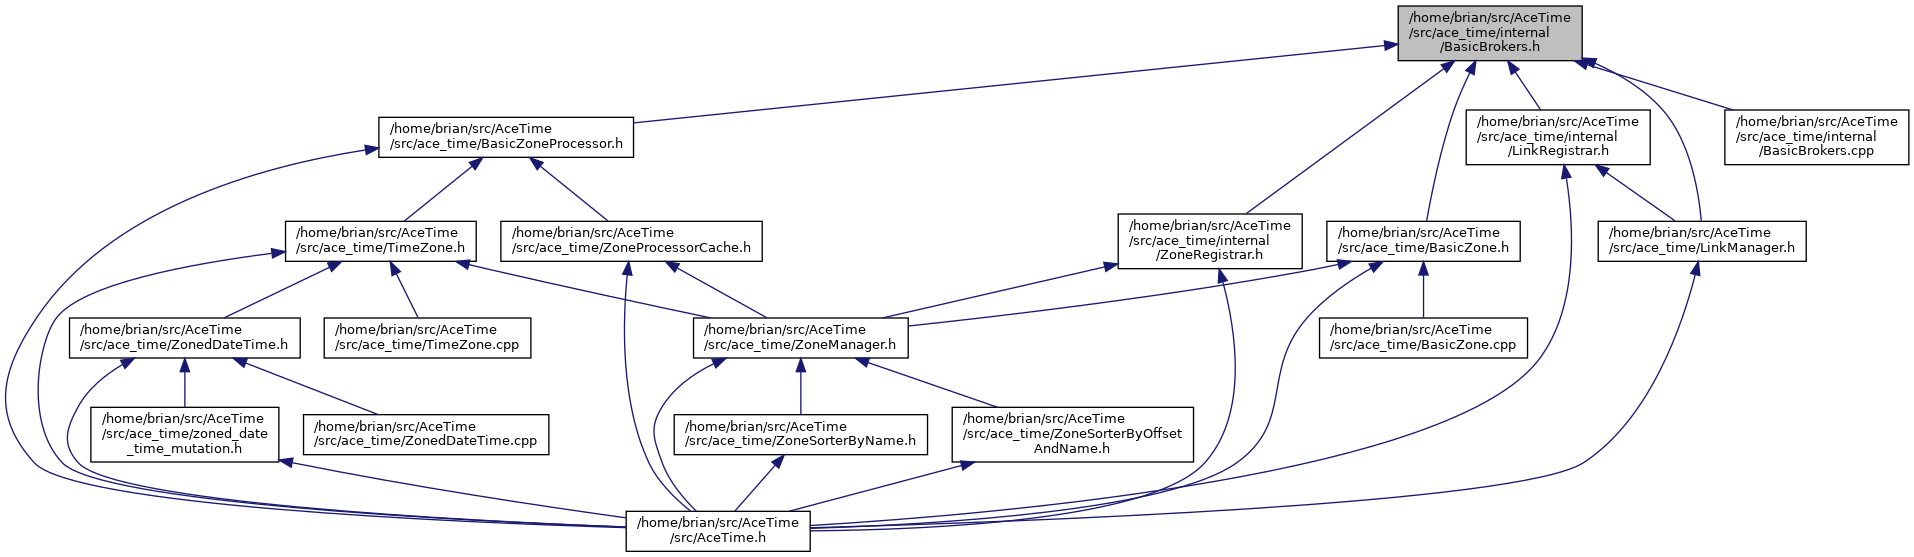 /home/brian/src/AceTime
/src/ace_time/internal
/BasicBrokers.h
/home/brian/src/AceTime
/src/ace_time/BasicZoneProcessor.h
/home/brian/src/AceTime
/src/ace_time/internal
/LinkRegistrar.h
/home/brian/src/AceTime
/src/ace_time/internal
/BasicBrokers.cpp
/home/brian/src/AceTime
/src/ace_time/TimeZone.h
/home/brian/src/AceTime
/src/ace_time/ZoneProcessorCache.h
/home/brian/src/AceTime
/src/ace_time/internal
/ZoneRegistrar.h
/home/brian/src/AceTime
/src/ace_time/BasicZone.h
/home/brian/src/AceTime
/src/ace_time/LinkManager.h
/home/brian/src/AceTime
/src/ace_time/ZonedDateTime.h
/home/brian/src/AceTime
/src/ace_time/TimeZone.cpp
/home/brian/src/AceTime
/src/ace_time/ZoneManager.h
/home/brian/src/AceTime
/src/ace_time/BasicZone.cpp
/home/brian/src/AceTime
/src/ace_time/zoned_date
_time_mutation.h
/home/brian/src/AceTime
/src/ace_time/ZonedDateTime.cpp
/home/brian/src/AceTime
/src/ace_time/ZoneSorterByName.h
/home/brian/src/AceTime
/src/ace_time/ZoneSorterByOffset
AndName.h
/home/brian/src/AceTime
/src/AceTime.h